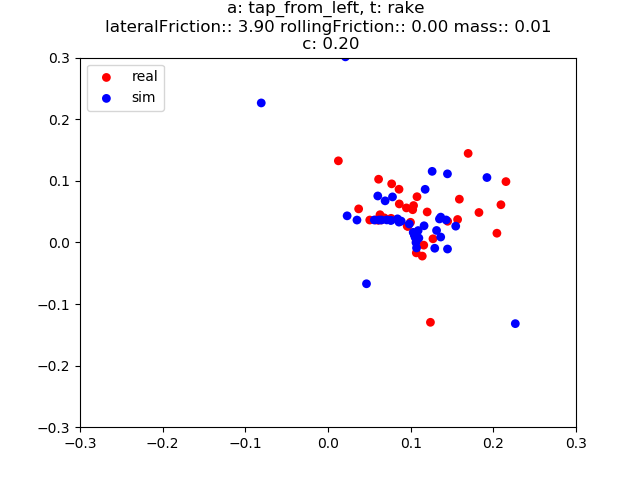 a: tap_from_left, t: rake
lateralFriction:: 3.90 rollingFriction:: 0.00 mass:: 0.01
c: 0.20
real
sim
0.3
0.2
0.1
0.0
−0.1
−0.2
−0.3
−0.3
−0.2
−0.1
0.0
0.1
0.2
0.3